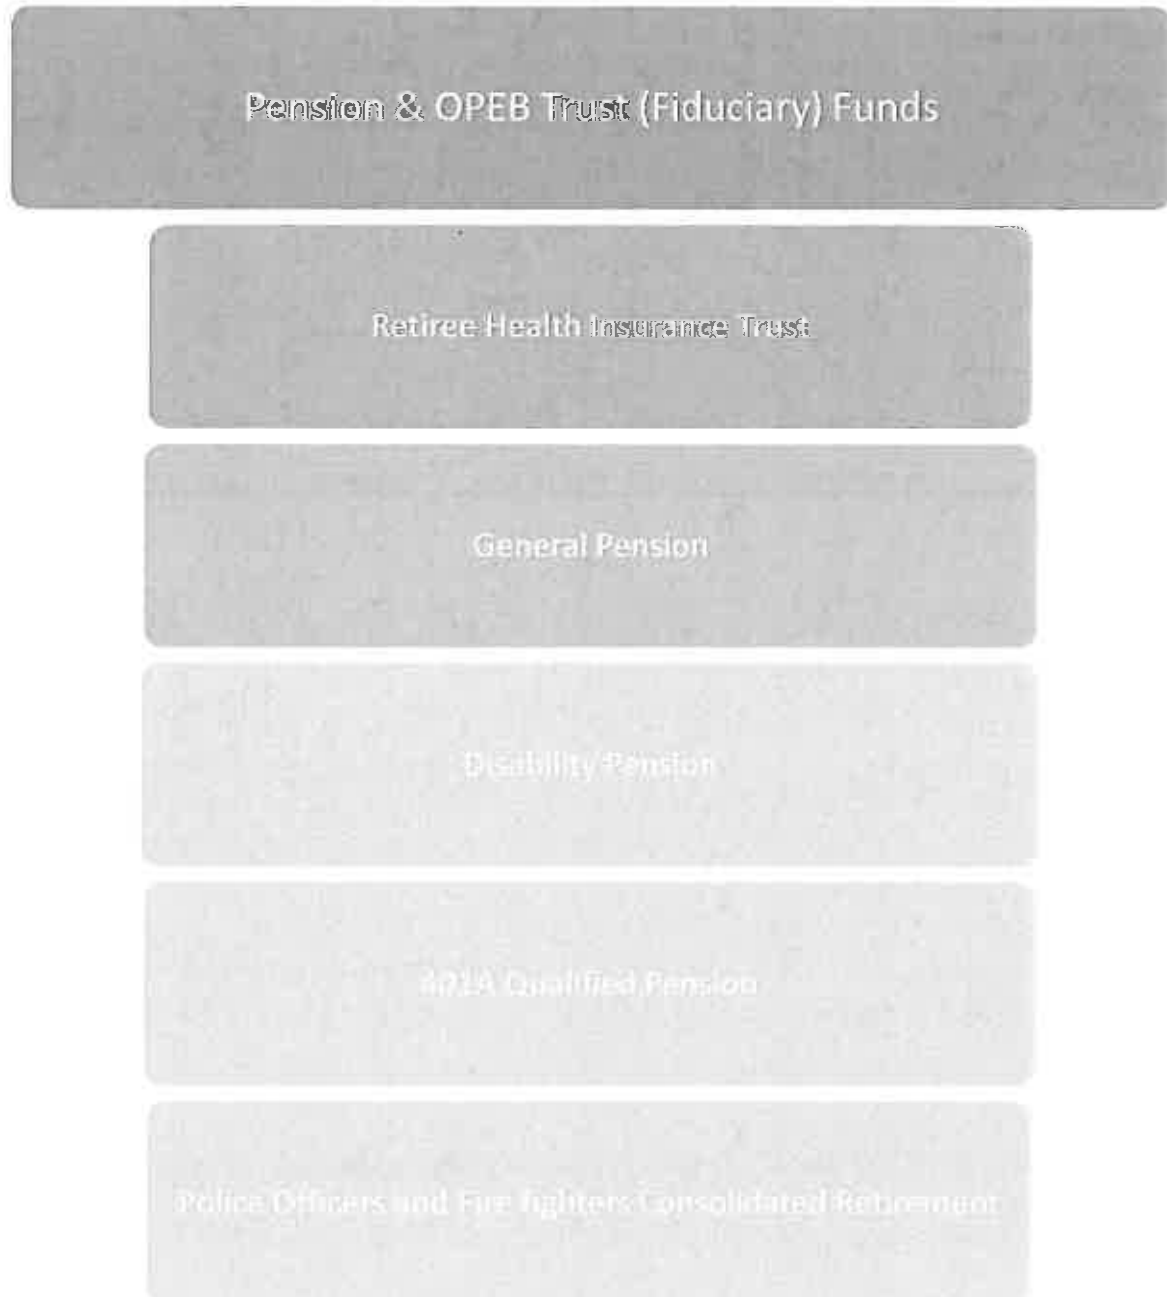 Pension & OPEB Trust (Fiduciary) Funds
Retiree Health Insurance Trust
General Pension
Disability Pension
401A Qualified Pension
Police Officers and Fire fighters Consolidated Retirement